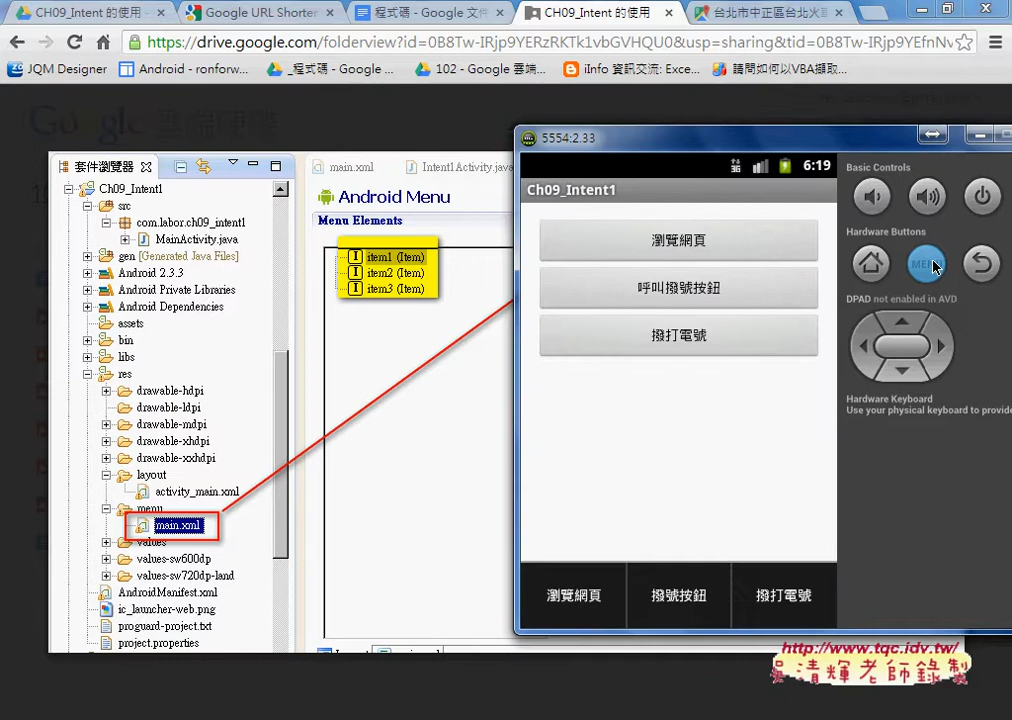 CH09_Intent 的使用
Google URL Shorter
程式碼 - Google 文件
CH09_Intent 的使用
台北市中正區台北火車
https://drive.google.com/folderview?id=0B8Tw-IRjp9YERzRKTk1vbGVHQU0&usp=sharing&tid=0B8Tw-IRjp9YEfnNv
JQM Designer
Android - ronforw...
_程式碼 - Google ...
102 - Google 雲端...
iInfo 資訊交流: Exce...
請問如何以VBA擷取...
Google 雲端硬碟
套件瀏覽器
Ch09_Intent1
src
com.labor.ch09_intent1
MainActivity.java
gen [Generated Java Files]
Android 2.3.3
Android Private Libraries
Android Dependencies
assets
bin
libs
res
drawable-hdpi
drawable-ldpi
drawable-mdpi
drawable-xhdpi
drawable-xxhdpi
layout
activity_main.xml
menu
main.xml
values
values-sw600dp
values-sw720dp-land
AndroidManifest.xml
ic_launcher-web.png
proguard-project.txt
project.properties
main.xml
Intent1Activity.java
Android Menu
Menu Elements
I item1 (Item)
I item2 (Item)
I item3 (Item)
5554:2.33
6:19
Ch09_Intent1
瀏覽網頁
呼叫撥號按鈕
撥打電號
瀏覽網頁
撥號按鈕
撥打電號
Basic Controls
Hardware Buttons
MENU
DPAD not enabled in AVD
Hardware Keyboard
Use your physical keyboard to provide
http://www.tqc.idv.tw/
吳清輝老師錄製